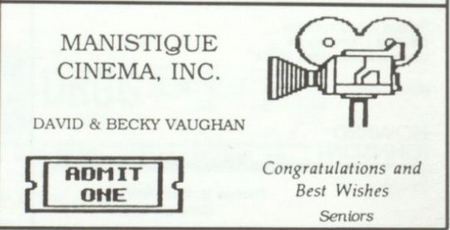 MANISTIQUE
CINEMA, INC.
DAVID & BECKY VAUGHAN
ADMIT
ONE
Congratulations and
Best Wishes
Seniors